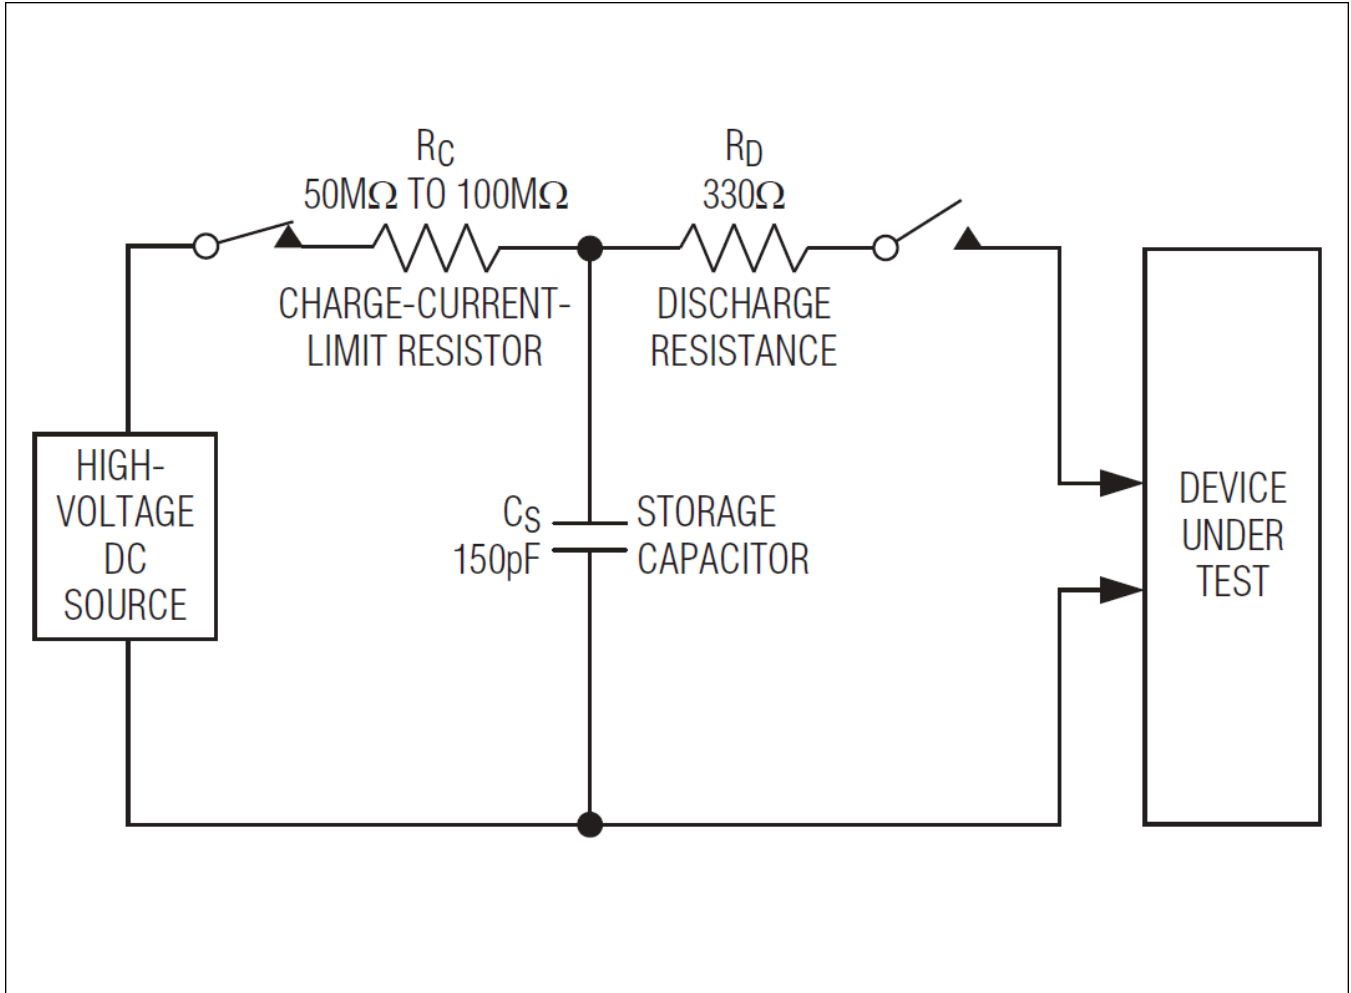 RC
50MΩ TO 100MΩ
CHARGE-CURRENT-
LIMIT RESISTOR
RD
330Ω
DISCHARGE
RESISTANCE
HIGH-
VOLTAGE
DC
SOURCE
CS
150pF
STORAGE
CAPACITOR
DEVICE
UNDER
TEST